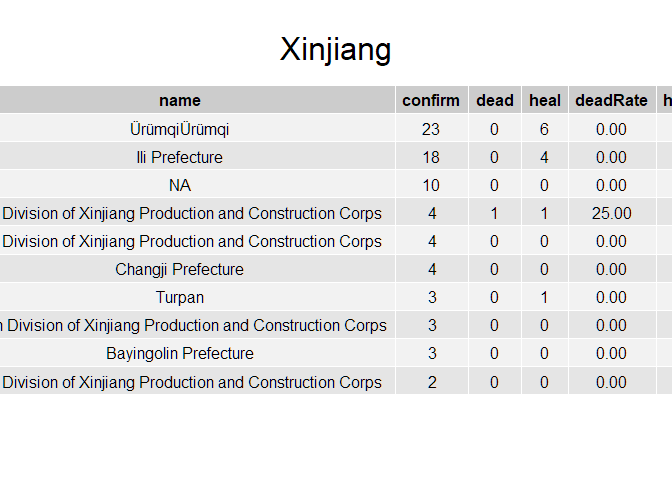 Xinjiang
name confirm dead heal deadRate h
ÜrümqiÜrümqi 23 0 6 0.00
Ili Prefecture 18 4 0 0.00
NA 10 0 0 0.00
Division of Xinjiang Production and Construction Corps 4 1 1 25.00
Division of Xinjiang Production and Construction Corps 4 0 0 0.00
Changji Prefecture 4 0 0 0.00
Turpan 3 0 1 0.00
n Division of Xinjiang Production and Construction Corps 3 0 0 0.00
Bayingolin Prefecture 3 0 0 0.00
Division of Xinjiang Production and Construction Corps 2 0 0 0.00